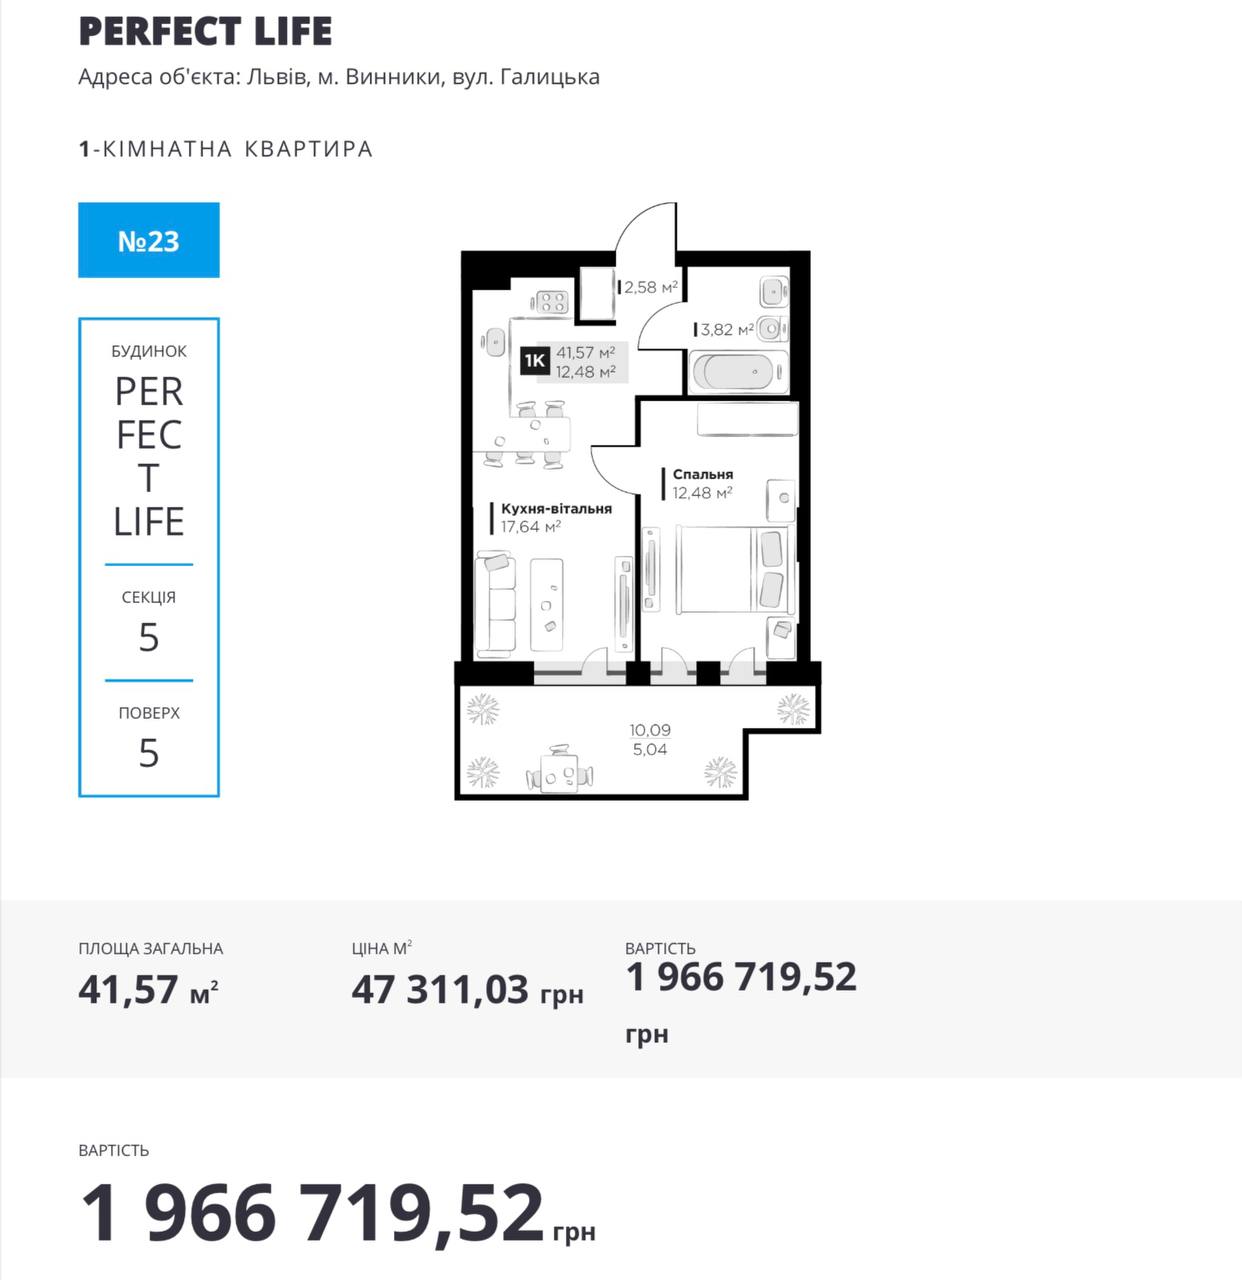 PERFECT LIFE
Адреса об'єкта: Львів, м. Винники, вул. Галицька
1-КІМНАТНА КВАРТИРА
№23
БУДИНОК
PER
FEC
T
LIFE
СЕКЦІЯ
5
ПОВЕРХ
5
2,58 м²
3,82 м²
1К
41,57 м²
12,48 м²
Спальня
12,48 м²
Кухня-вітальня
17,64 м²
10,09
5,04
ПЛОЩА ЗАГАЛЬНА
41,57 м²
ЦІНА М²
47 311,03 грн
ВАРТІСТЬ
1 966 719,52
грн
ВАРТІСТЬ
1 966 719,52 грн